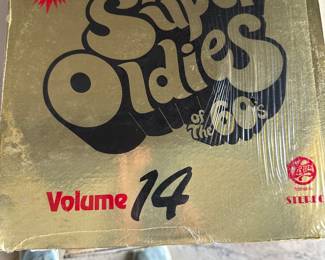 Super
Oldies
of The 60's
Volume 14
STEREO